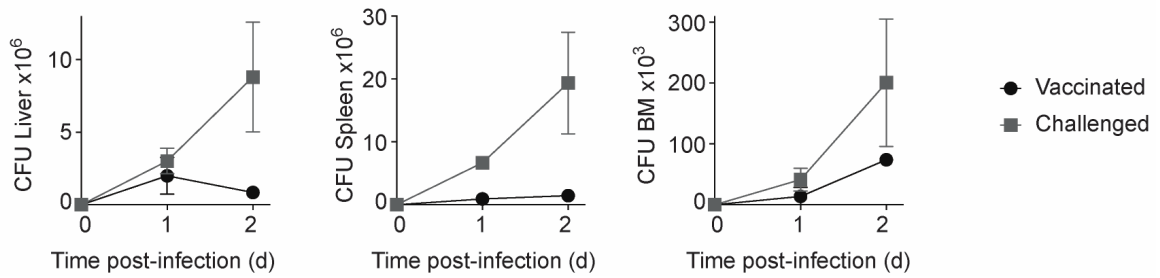 CFU Liver x10⁶
10
5
0
0 1 2
Time post-infection (d)
CFU Spleen x10⁶
30
20
10
0
0 1 2
Time post-infection (d)
CFU BM x10³
300
200
100
0
0 1 2
Time post-infection (d)
Vaccinated
Challenged